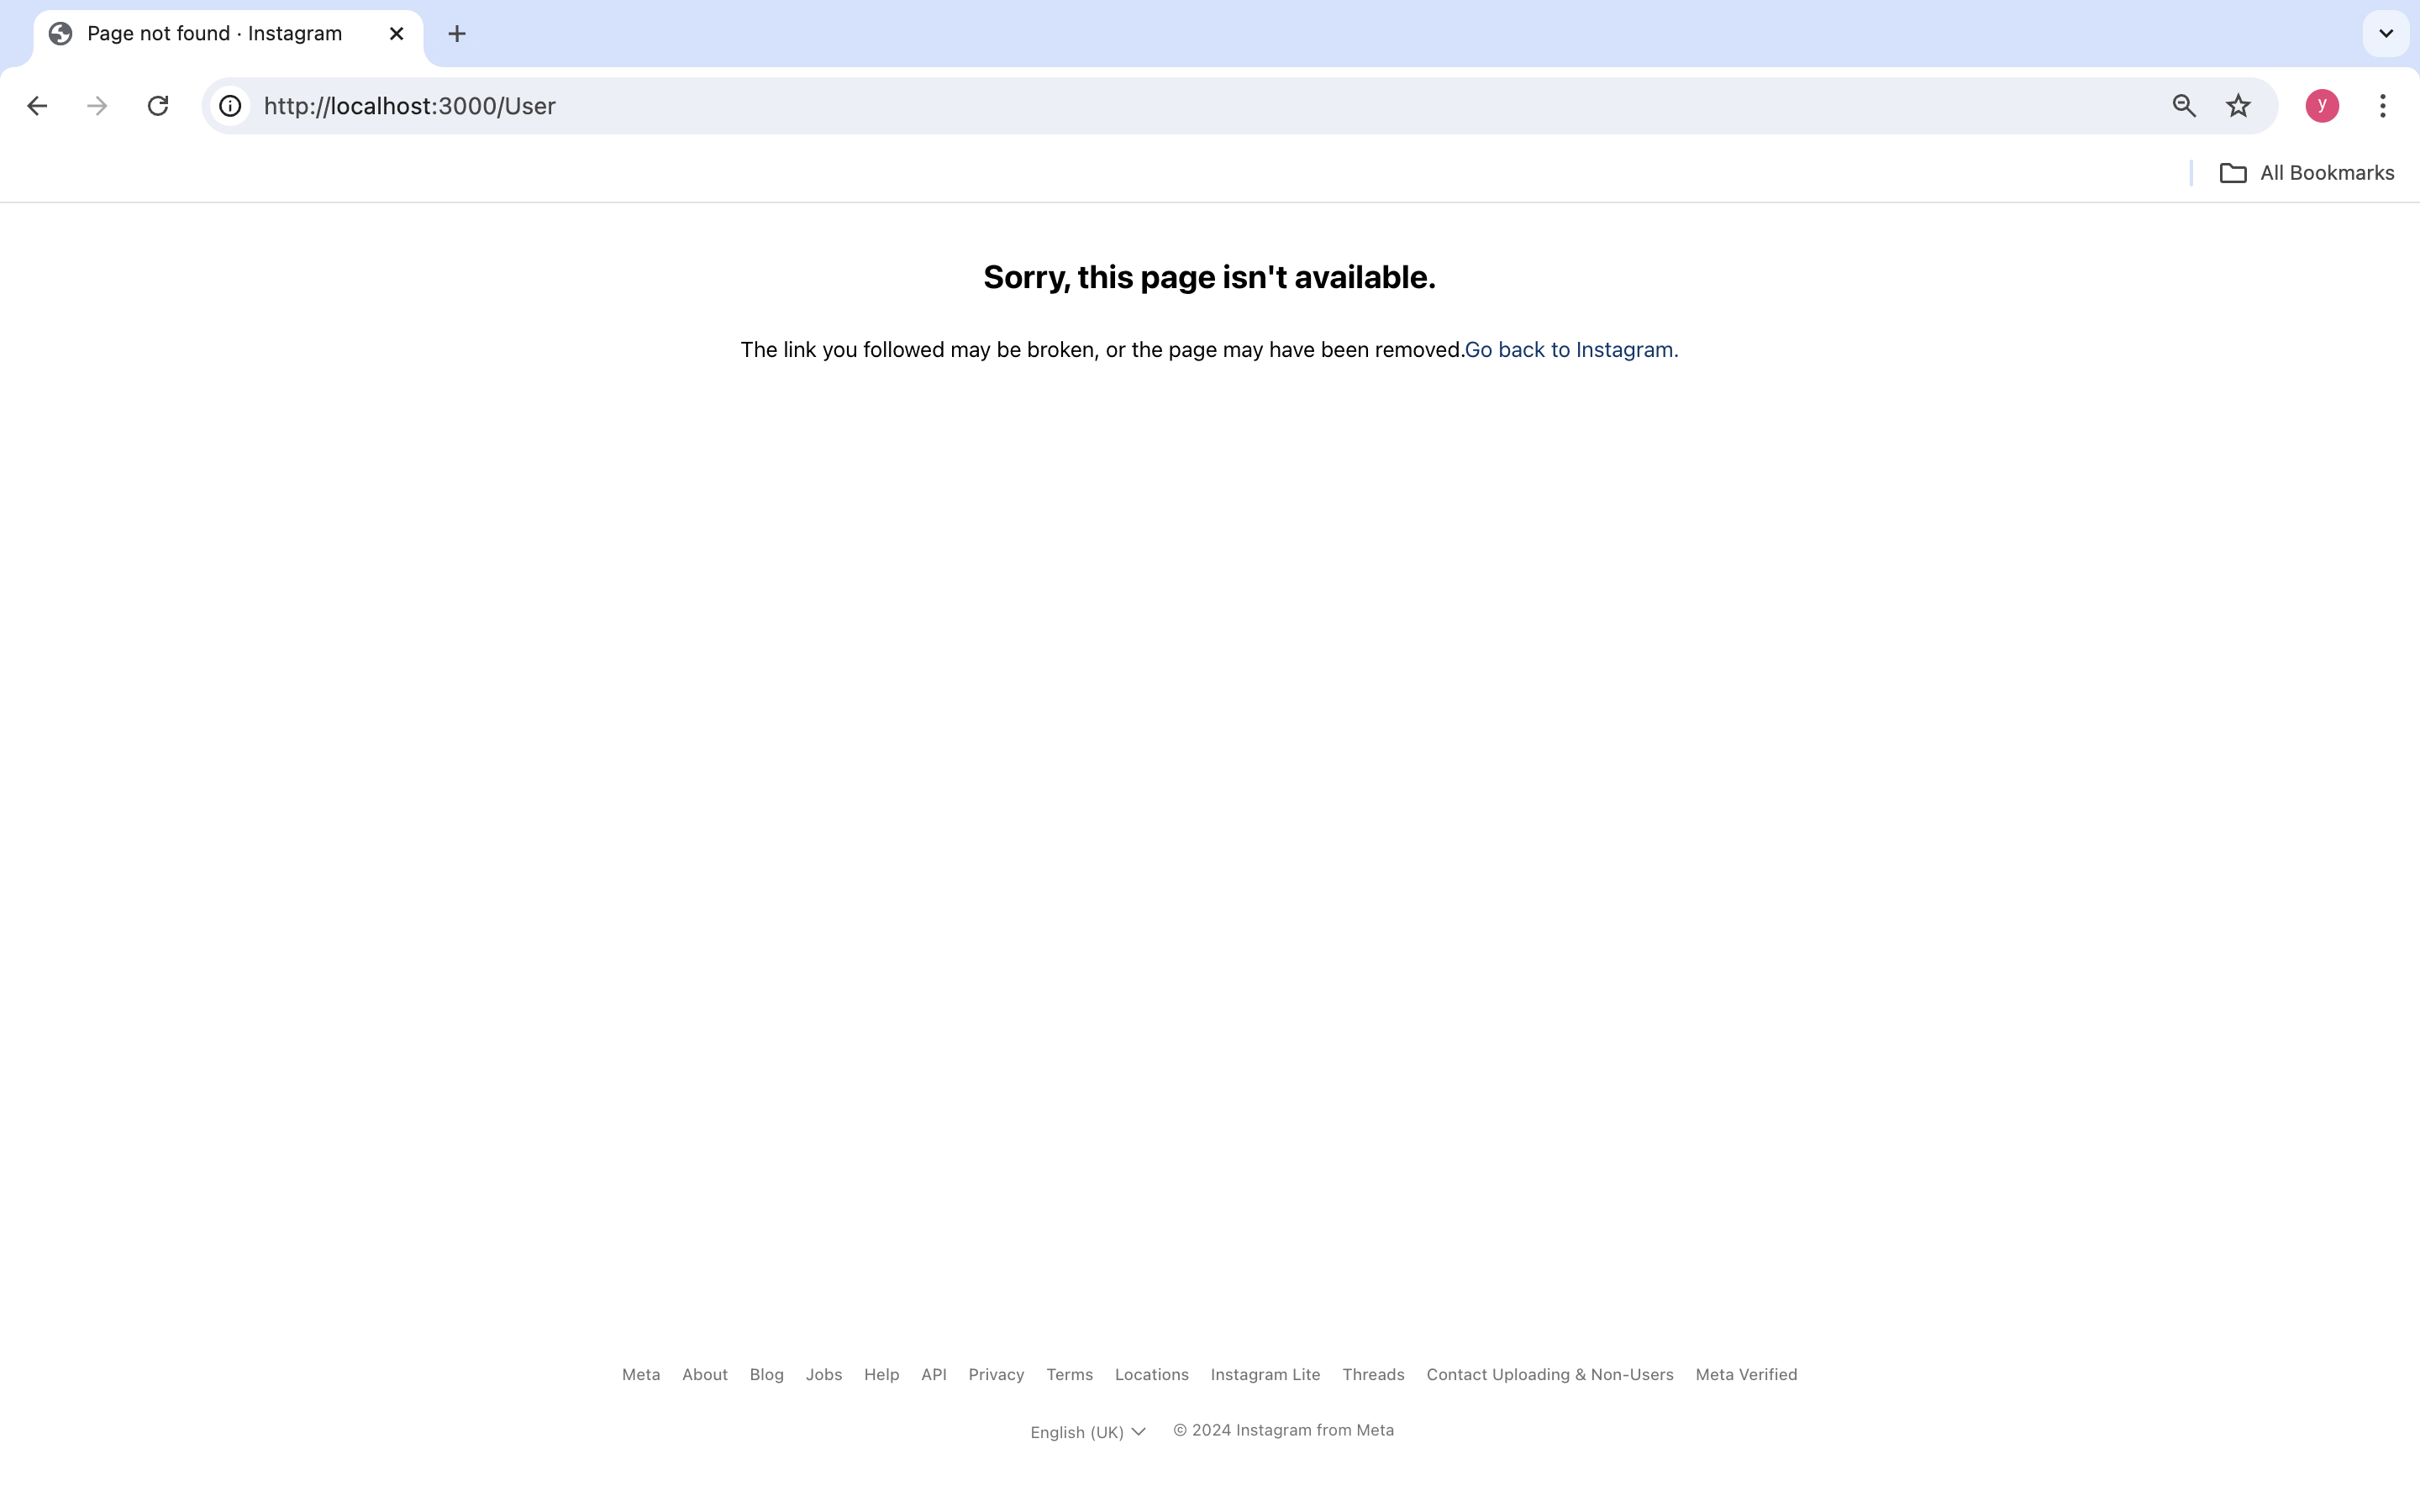 Page not found · Instagram
http://localhost:3000/User
y
All Bookmarks
Sorry, this page isn't available.
The link you followed may be broken, or the page may have been removed.Go back to Instagram.
Meta About Blog Jobs Help API Privacy Terms Locations Instagram Lite Threads Contact Uploading & Non-Users Meta Verified
English (UK) © 2024 Instagram from Meta